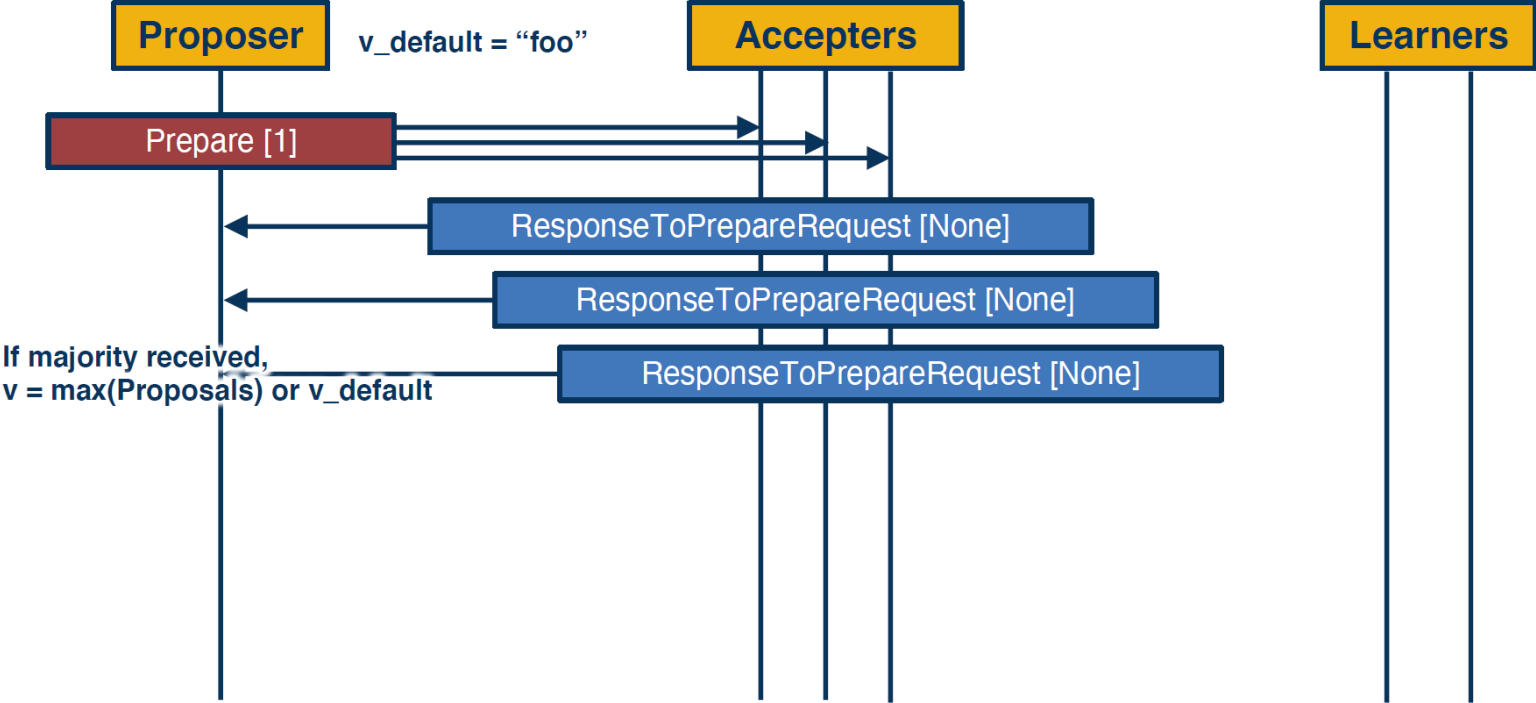 Proposer
v_default = “foo”
Accepters
Learners
Prepare [1]
ResponseToPrepareRequest [None]
ResponseToPrepareRequest [None]
If majority received,
v = max(Proposals) or v_default
ResponseToPrepareRequest [None]